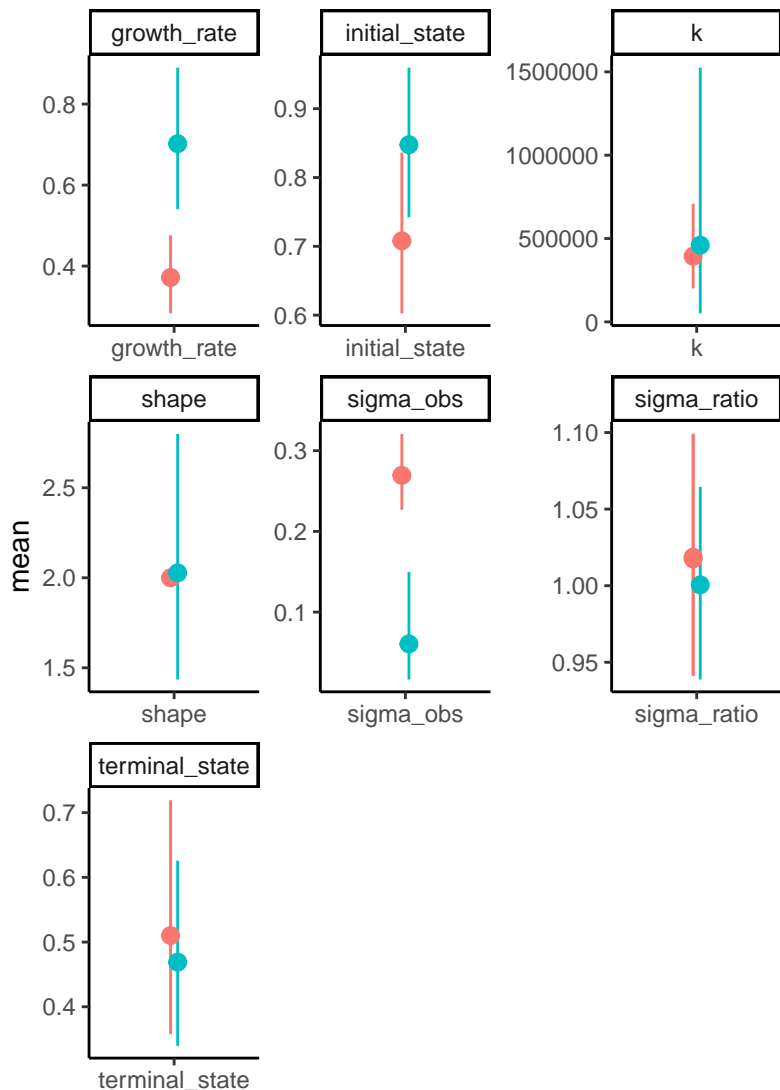 growth_rate
initial_state
k
0.8
0.6
0.4
0.9
0.8
0.7
0.6
1500000
1000000
500000
0
growth_rate
initial_state
k
shape
sigma_obs
sigma_ratio
mean
2.5
2.0
1.5
0.3
0.2
0.1
1.10
1.05
1.00
0.95
shape
sigma_obs
sigma_ratio
terminal_state
0.7
0.6
0.5
0.4
terminal_state